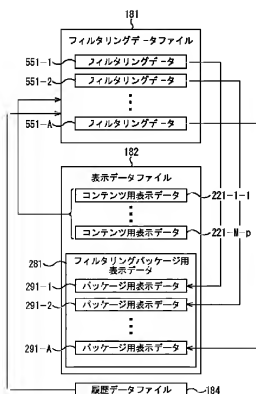 181
フィルタリングデータファイル
551-1
フィルタリングデータ
551-2
フィルタリングデータ
551-A
フィルタリングデータ
182
表示データファイル
コンテンツ用表示データ
221-1-1
コンテンツ用表示データ
221-M-p
281
フィルタリングパッケージ用
表示データ
291-1
パッケージ用表示データ
291-2
パッケージ用表示データ
291-A
パッケージ用表示データ
履歴データファイル
184